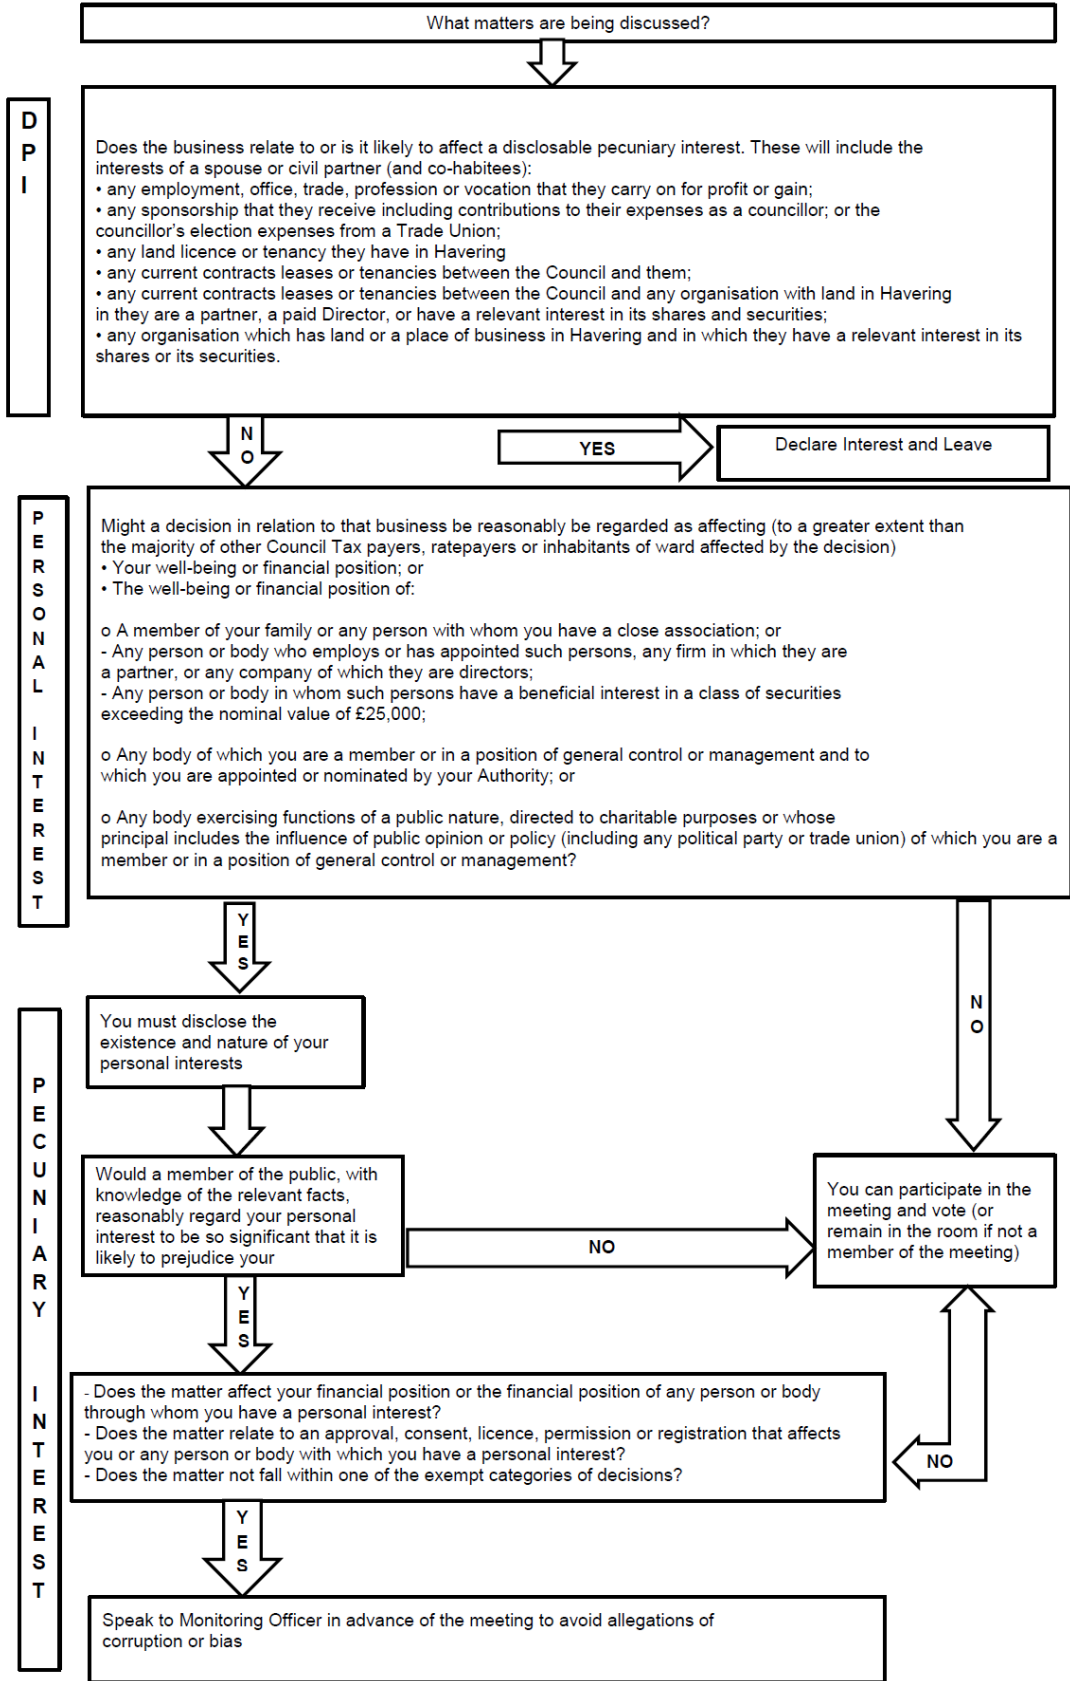 What matters are being discussed?
D
P
I
Does the business relate to or is it likely to affect a disclosable pecuniary interest. These will include the
interests of a spouse or civil partner (and co-habitees):
• any employment, office, trade, profession or vocation that they carry on for profit or gain;
• any sponsorship that they receive including contributions to their expenses as a councillor; or the
councillor's election expenses from a Trade Union;
• any land licence or tenancy they have in Havering
• any current contracts leases or tenancies between the Council and them;
• any current contracts leases or tenancies between the Council and any organisation with land in Havering
in they are a partner, a paid Director, or have a relevant interest in its shares and securities;
• any organisation which has land or a place of business in Havering and in which they have a relevant interest in its
shares or its securities.
N
O
YES
Declare Interest and Leave
P
E
R
S
O
N
A
L
I
N
T
E
R
E
S
T
Might a decision in relation to that business be reasonably be regarded as affecting (to a greater extent than
the majority of other Council Tax payers, ratepayers or inhabitants of ward affected by the decision)
• Your well-being or financial position; or
• The well-being or financial position of:
o A member of your family or any person with whom you have a close association; or
- Any person or body who employs or has appointed such persons, any firm in which they are
a partner, or any company of which they are directors;
- Any person or body in whom such persons have a beneficial interest in a class of securities
exceeding the nominal value of £25,000;
o Any body of which you are a member or in a position of general control or management and to
which you are appointed or nominated by your Authority; or
o Any body exercising functions of a public nature, directed to charitable purposes or whose
principal includes the influence of public opinion or policy (including any political party or trade union) of which you are a
member or in a position of general control or management?
Y
E
S
N
O
You must disclose the
existence and nature of your
personal interests
P
E
C
U
N
I
A
R
Y
I
N
T
E
R
E
S
T
Would a member of the public, with
knowledge of the relevant facts,
reasonably regard your personal
interest to be so significant that it is
likely to prejudice your
NO
You can participate in the
meeting and vote (or
remain in the room if not a
member of the meeting)
Y
E
S
- Does the matter affect your financial position or the financial position of any person or body
through whom you have a personal interest?
- Does the matter relate to an approval, consent, licence, permission or registration that affects
you or any person or body with which you have a personal interest?
- Does the matter not fall within one of the exempt categories of decisions?
NO
Y
E
S
Speak to Monitoring Officer in advance of the meeting to avoid allegations of
corruption or bias